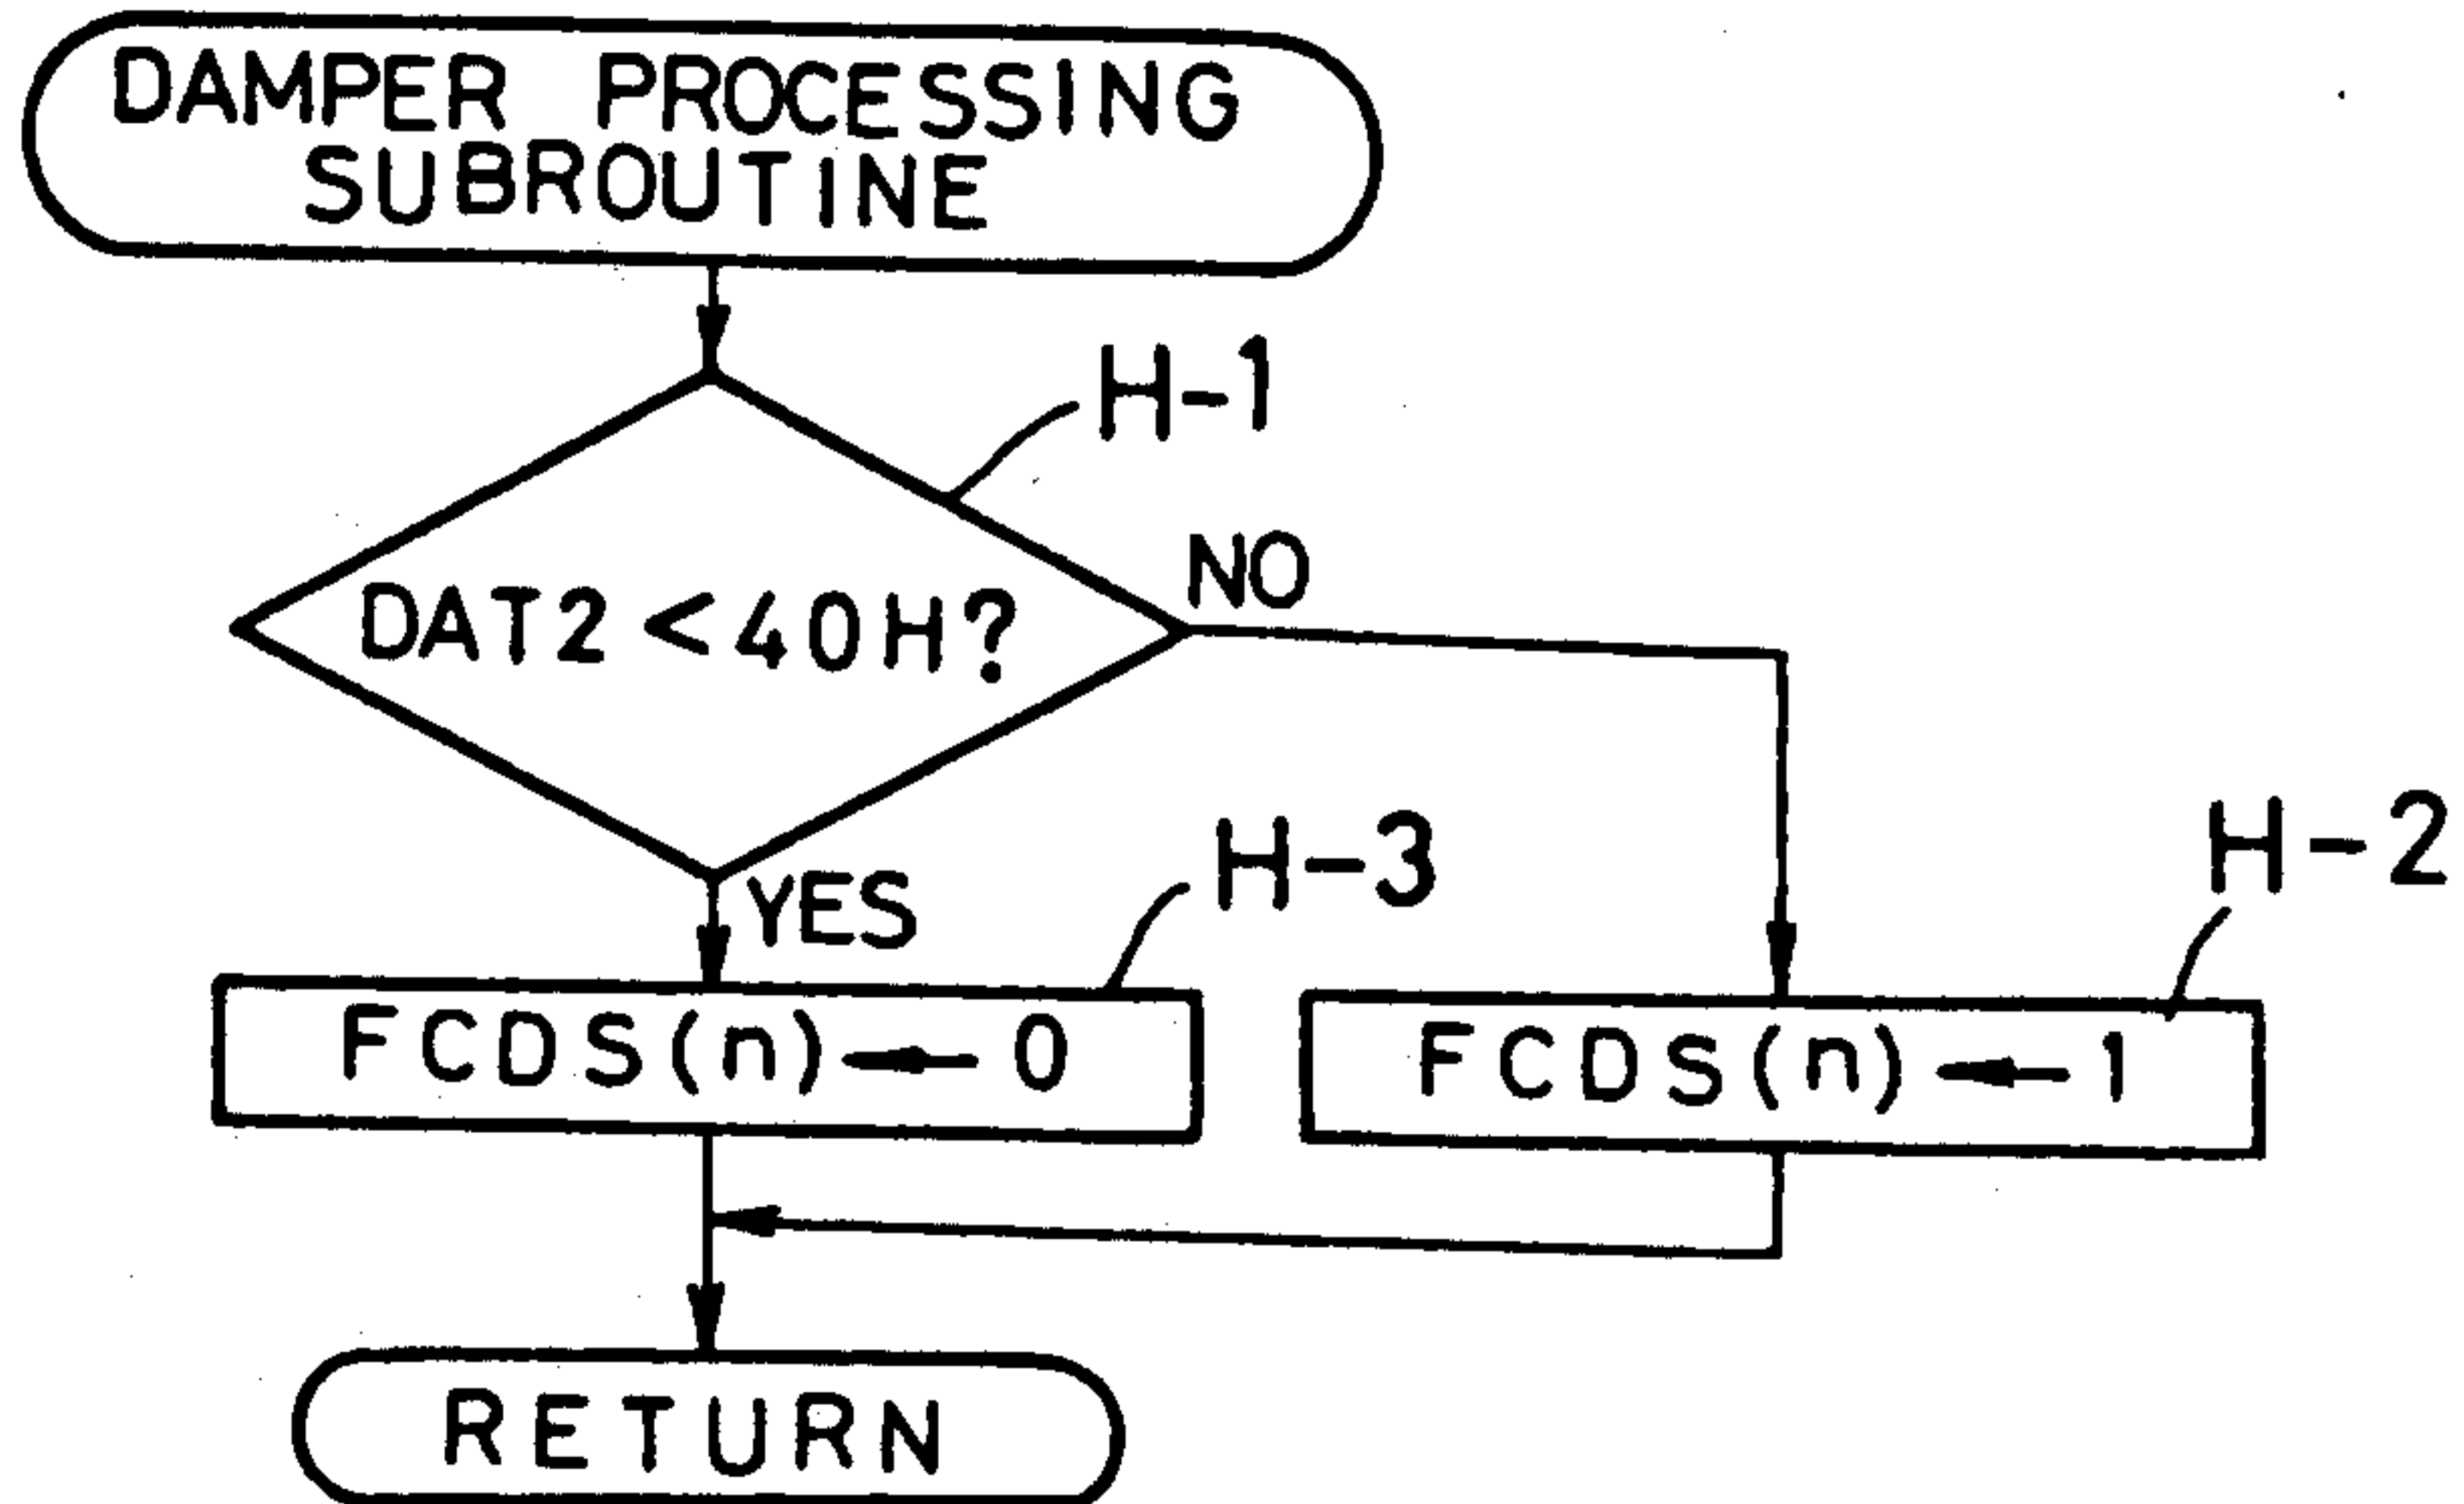 DAMPER PROCESSING
SUBROUTINE
H-1
DAT2 < 40H?
NO
YES
H-3
H-2
FCDS(n) ← 0
FCDS(n) ← 1
RETURN